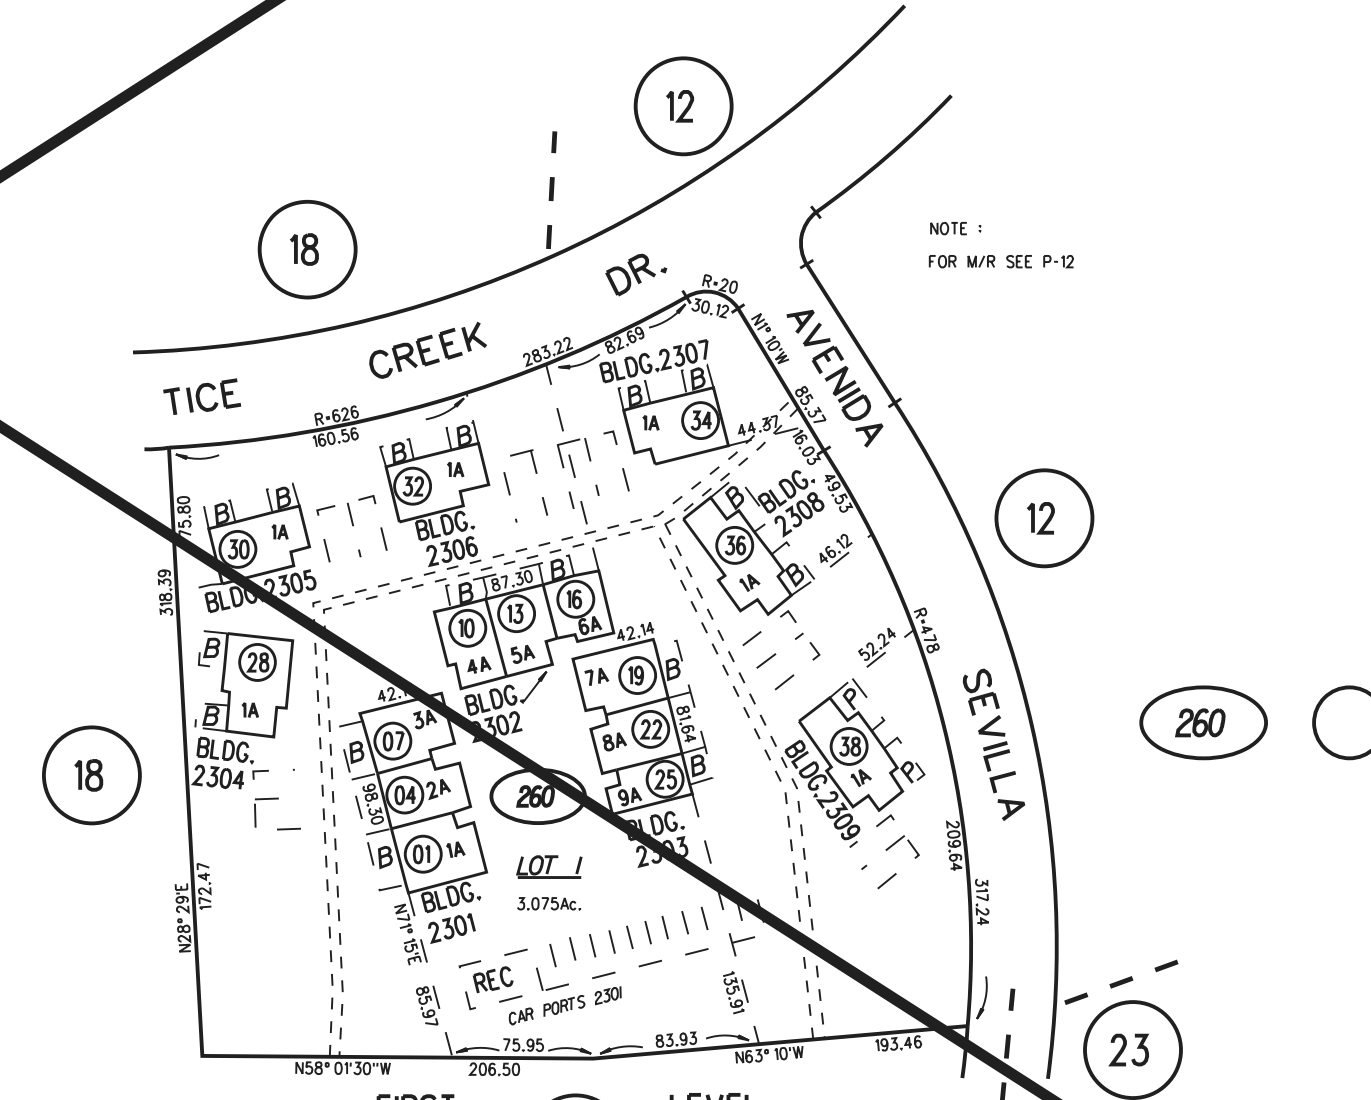 12
18
NOTE :
FOR M/R SEE P-12
TICE CREEK DR.
AVENIDA SEVILLA
R=20
30.12
N1° 10'W
283.22
82.69
BLDG.2307
B
B
1A
34
85.37
44.37
16.03
49.53
R=626
160.56
B
B
32
1A
BLDG.
2306
75.80
B
B
30
1A
BLDG.2305
318.39
B
B
36
1A
BLDG.
2308
46.12
12
B
87.30
B
10
13
16
4A
5A
6A
BLDG.
2302
42.14
7A
19
B
8A
22
81.64
9A
25
B
BLDG.
2303
R=478
52.24
B
28
1A
B
BLDG.
2304
18
3A
07
B
04
2A
98.30
B
01
1A
BLDG.
2301
260
LOT 1
3.075Ac.
P
38
1A
P
BLDG.2309
260
209.64
317.24
N28° 29'E
172.47
N71° 15'E
85.97
REC
CAR PORTS 2301
135.91
75.95
83.93
N58° 01'30"W
206.50
N63° 10'W
193.46
23
FIRST LEVEL